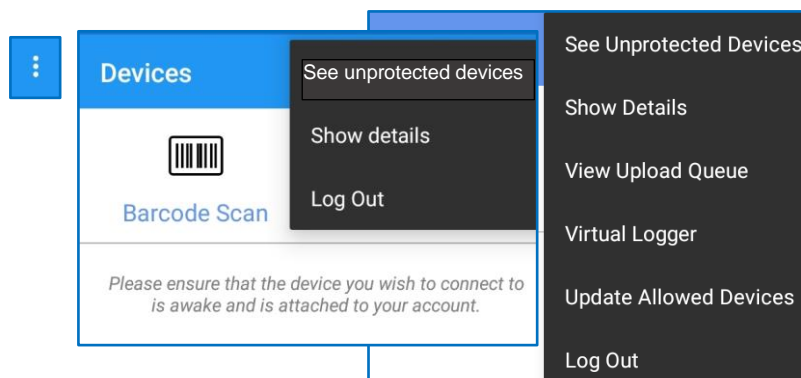 Devices
See unprotected devices
Show details
Log Out
Barcode Scan
Please ensure that the device you wish to connect to
is awake and is attached to your account.
See Unprotected Devices
Show Details
View Upload Queue
Virtual Logger
Update Allowed Devices
Log Out